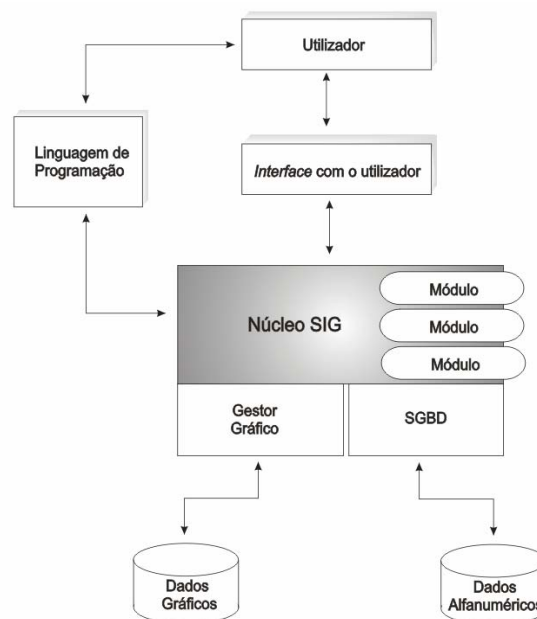 Utilizador
Linguagem de
Programação
Interface com o utilizador
Núcleo SIG
Módulo
Módulo
Módulo
Gestor
Gráfico
SGBD
Dados
Gráficos
Dados
Alfanuméricos